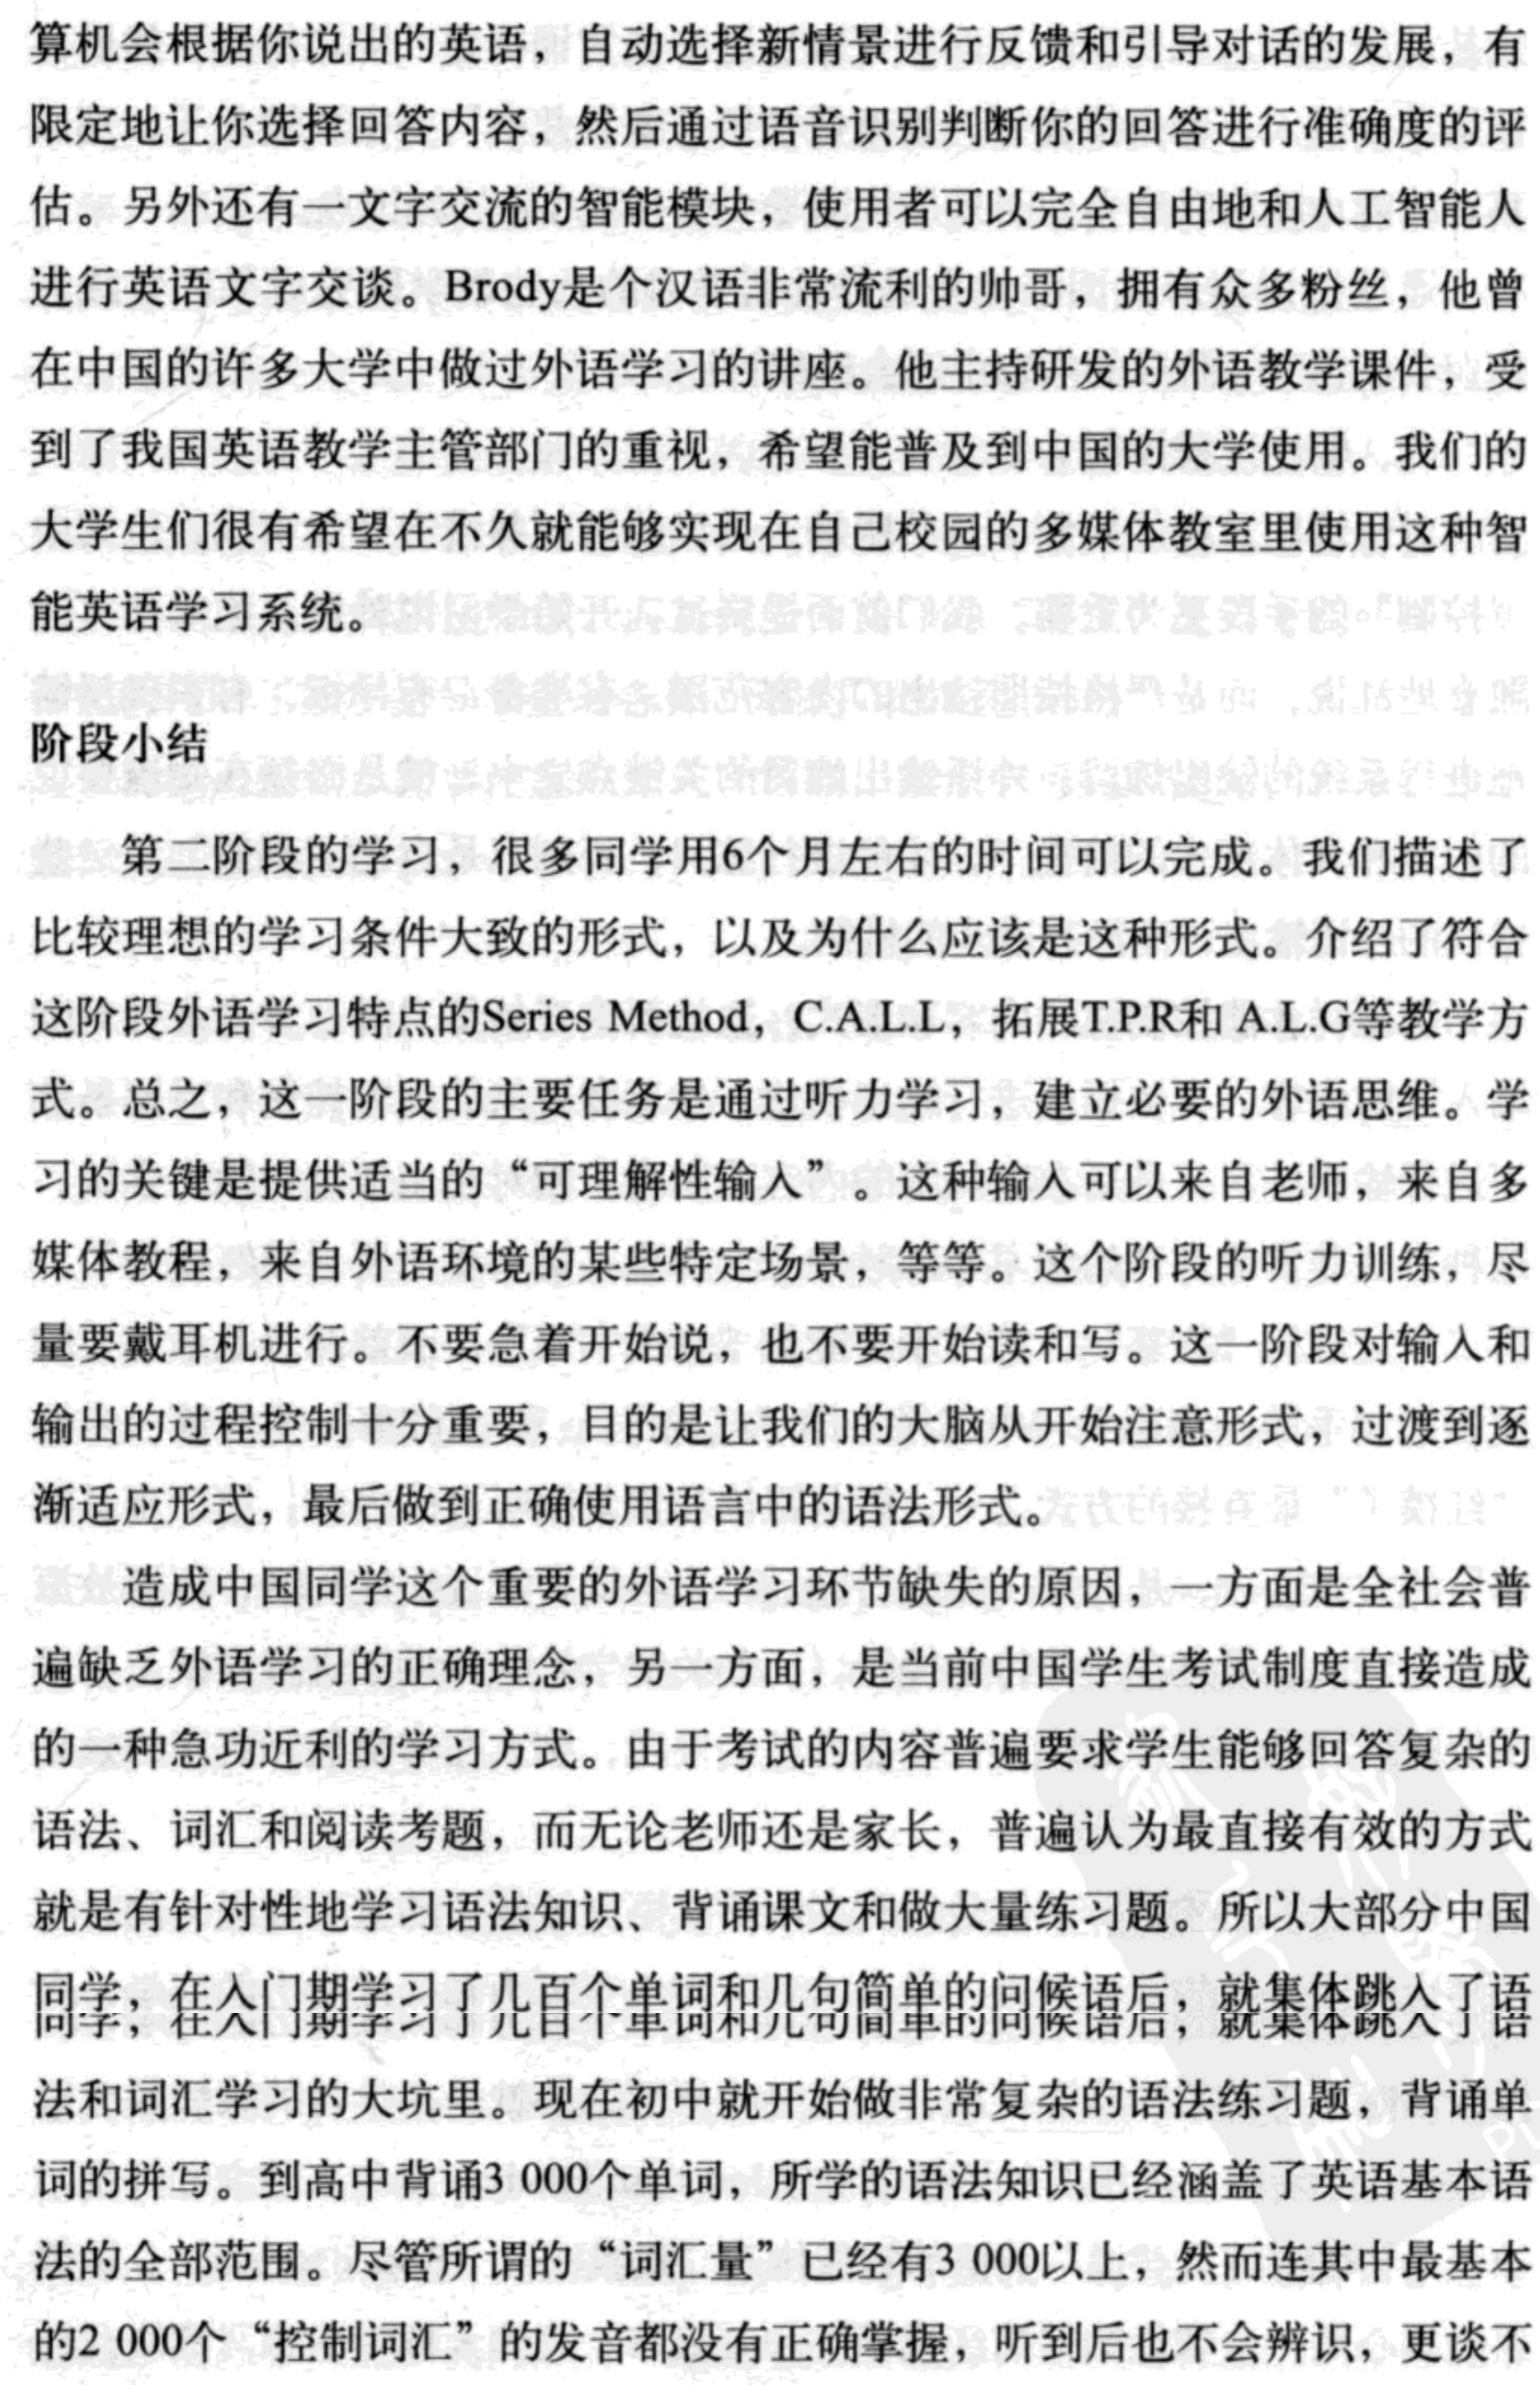 算机会根据你说出的英语，自动选择新情景进行反馈和引导对话的发展，有
限定地让你选择回答内容，然后通过语音识别判断你的回答进行准确度的评
估。另外还有一文字交流的智能模块，使用者可以完全自由地和人工智能人
进行英语文字交谈。Brody是个汉语非常流利的帅哥，拥有众多粉丝，他曾
在中国的许多大学中做过外语学习的讲座。他主持研发的外语教学课件，受
到了我国英语教学主管部门的重视，希望能普及到中国的大学使用。我们的
大学生们很有希望在不久就能够实现在自己校园的多媒体教室里使用这种智
能英语学习系统。
阶段小结
第二阶段的学习，很多同学用6个月左右的时间可以完成。我们描述了
比较理想的学习条件大致的形式，以及为什么应该是这种形式。介绍了符合
这阶段外语学习特点的Series Method，C.A.L.L，拓展T.P.R和 A.L.G等教学方
式。总之，这一阶段的主要任务是通过听力学习，建立必要的外语思维。学
习的关键是提供适当的“可理解性输入”。这种输入可以来自老师，来自多
媒体教程，来自外语环境的某些特定场景，等等。这个阶段的听力训练，尽
量要戴耳机进行。不要急着开始说，也不要开始读和写。这一阶段对输入和
输出的过程控制十分重要，目的是让我们的大脑从开始注意形式，过渡到逐
渐适应形式，最后做到正确使用语言中的语法形式。
造成中国同学这个重要的外语学习环节缺失的原因，一方面是全社会普
遍缺乏外语学习的正确理念，另一方面，是当前中国学生考试制度直接造成
的一种急功近利的学习方式。由于考试的内容普遍要求学生能够回答复杂的
语法、词汇和阅读考题，而无论老师还是家长，普遍认为最直接有效的方式
就是有针对性地学习语法知识、背诵课文和做大量练习题。所以大部分中国
同学，在入门期学习了几百个单词和几句简单的问候语后，就集体跳入了语
法和词汇学习的大坑里。现在初中就开始做非常复杂的语法练习题，背诵单
词的拼写。到高中背诵3 000个单词，所学的语法知识已经涵盖了英语基本语
法的全部范围。尽管所谓的“词汇量”已经有3 000以上，然而连其中最基本
的2 000个“控制词汇”的发音都没有正确掌握，听到后也不会辨识，更谈不